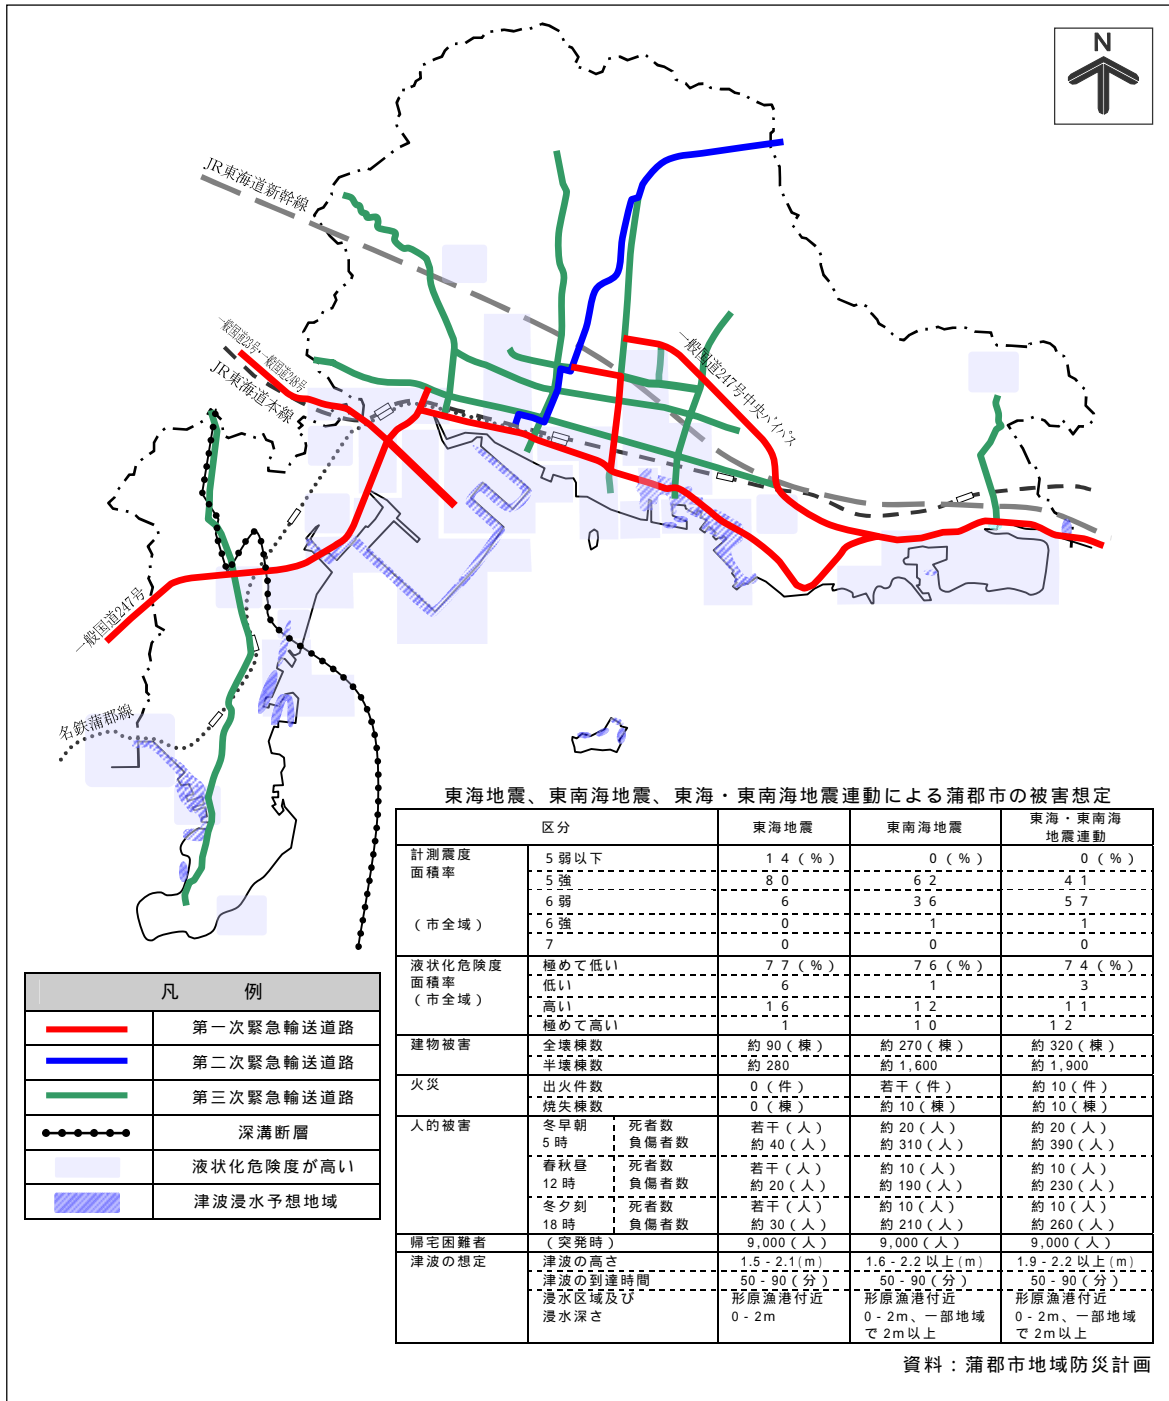 N
JR東海道新幹線
一般国道23号・一般国道248号
JR東海道本線
一般国道247号中央バイパス
一般国道247号
名鉄蒲郡線
東海地震、東南海地震、東海・東南海地震連動による蒲郡市の被害想定
区分 東海地震 東南海地震 東海・東南海地震連動
計測震度面積率（市全域） 5弱以下 14（%） 0（%） 0（%）
5強 80 62 41
6弱 6 36 57
6強 0 1 1
7 0 0 0
液状化危険度面積率（市全域） 極めて低い 77（%） 76（%） 74（%）
低い 6 1 3
高い 16 12 11
極めて高い 1 10 12
建物被害 全壊棟数 約90（棟） 約270（棟） 約320（棟）
半壊棟数 約280 約1,600 約1,900
火災 出火件数 0（件） 若干（件） 約10（件）
焼失棟数 0（棟） 約10（棟） 約10（棟）
人的被害 冬早朝 死者数 若干（人） 約20（人） 約20（人）
5時 負傷者数 約40（人） 約310（人） 約390（人）
春秋昼 死者数 若干（人） 約10（人） 約10（人）
12時 負傷者数 約20（人） 約190（人） 約230（人）
冬夕刻 死者数 若干（人） 約10（人） 約10（人）
18時 負傷者数 約30（人） 約210（人） 約260（人）
帰宅困難者 （突発時） 9,000（人） 9,000（人） 9,000（人）
津波の想定 津波の高さ 1.5-2.1(m) 1.6-2.2以上(m) 1.9-2.2以上(m)
津波の到達時間 50-90（分） 50-90（分） 50-90（分）
浸水区域及び 形原漁港付近 形原漁港付近 形原漁港付近
浸水深さ 0-2m 0-2m、一部地域 0-2m、一部地域
で2m以上 で2m以上
資料：蒲郡市地域防災計画
凡 例
第一次緊急輸送道路
第二次緊急輸送道路
第三次緊急輸送道路
深溝断層
液状化危険度が高い
津波浸水予想地域